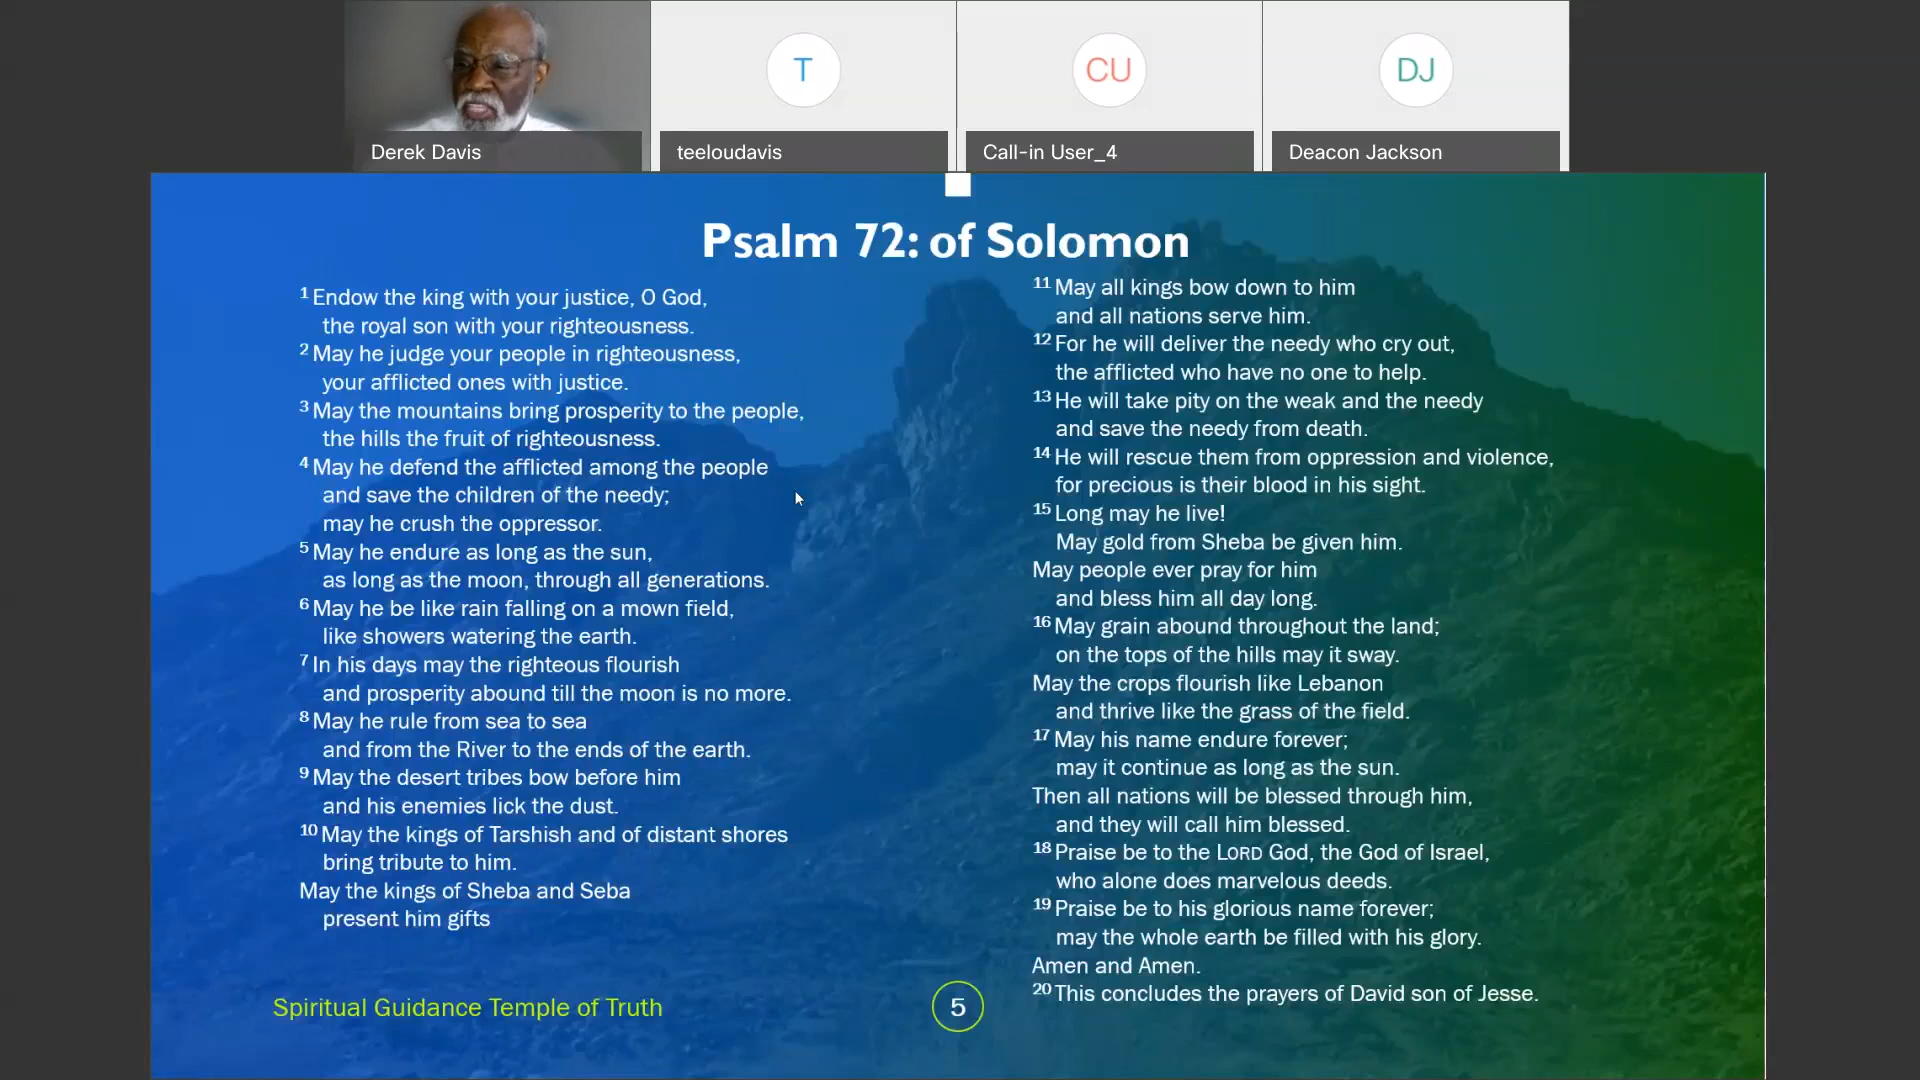 T
CU
DJ
Derek Davis
teeloudavis
Call-in User_4
Deacon Jackson
Psalm 72: of Solomon
1 Endow the king with your justice, O God,
the royal son with your righteousness.
2 May he judge your people in righteousness,
your afflicted ones with justice.
3 May the mountains bring prosperity to the people,
the hills the fruit of righteousness.
4 May he defend the afflicted among the people
and save the children of the needy;
may he crush the oppressor.
5 May he endure as long as the sun,
as long as the moon, through all generations.
6 May he be like rain falling on a mown field,
like showers watering the earth.
7 In his days may the righteous flourish
and prosperity abound till the moon is no more.
8 May he rule from sea to sea
and from the River to the ends of the earth.
9 May the desert tribes bow before him
and his enemies lick the dust.
10 May the kings of Tarshish and of distant shores
bring tribute to him.
May the kings of Sheba and Seba
present him gifts
11 May all kings bow down to him
and all nations serve him.
12 For he will deliver the needy who cry out,
the afflicted who have no one to help.
13 He will take pity on the weak and the needy
and save the needy from death.
14 He will rescue them from oppression and violence,
for precious is their blood in his sight.
15 Long may he live!
May gold from Sheba be given him.
May people ever pray for him
and bless him all day long.
16 May grain abound throughout the land;
on the tops of the hills may it sway.
May the crops flourish like Lebanon
and thrive like the grass of the field.
17 May his name endure forever;
may it continue as long as the sun.
Then all nations will be blessed through him,
and they will call him blessed.
18 Praise be to the LORD God, the God of Israel,
who alone does marvelous deeds.
19 Praise be to his glorious name forever;
may the whole earth be filled with his glory.
Amen and Amen.
20 This concludes the prayers of David son of Jesse.
Spiritual Guidance Temple of Truth
5